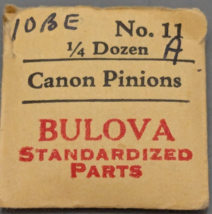 10BE No. 11
1/4 Dozen A
Canon Pinions
BULOVA
STANDARDIZED
PARTS